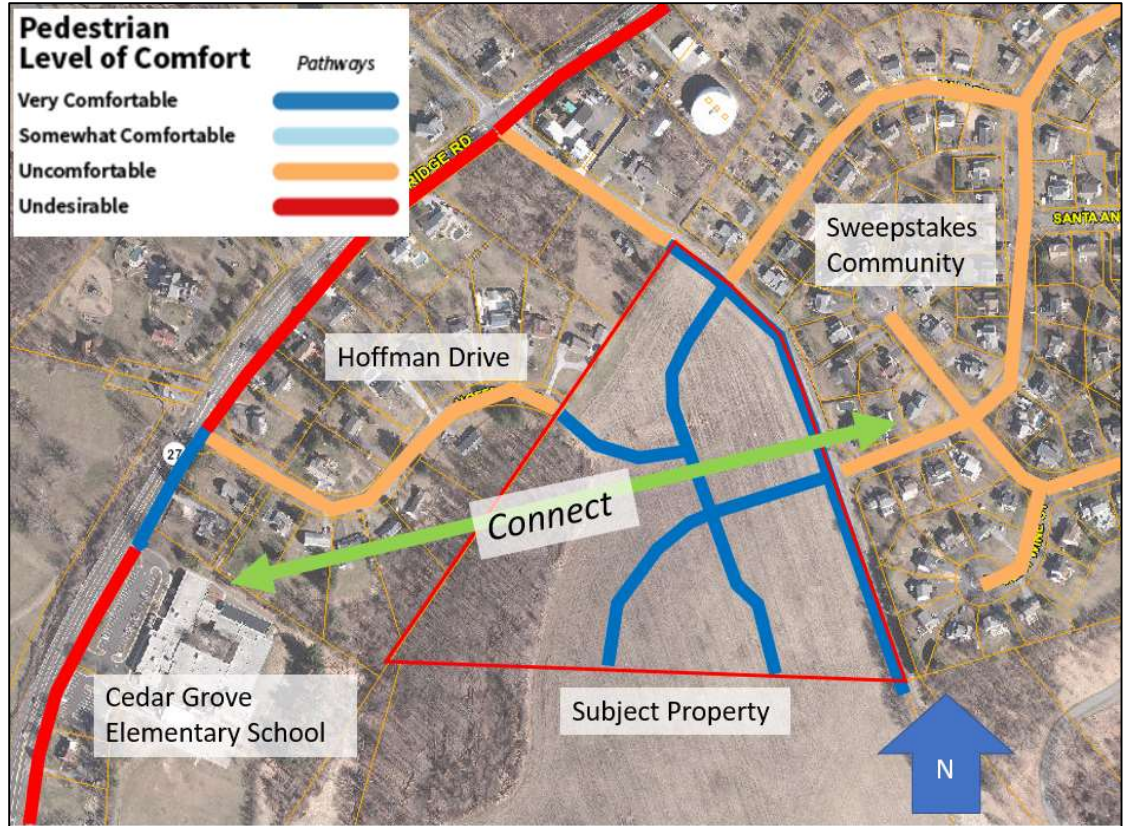 Pedestrian
Level of Comfort
Pathways
Very Comfortable
Somewhat Comfortable
Uncomfortable
Undesirable
RIDGE RD
Sweepstakes
Community
SANTA AN
Hoffman Drive
27
Connect
Cedar Grove
Elementary School
Subject Property
N